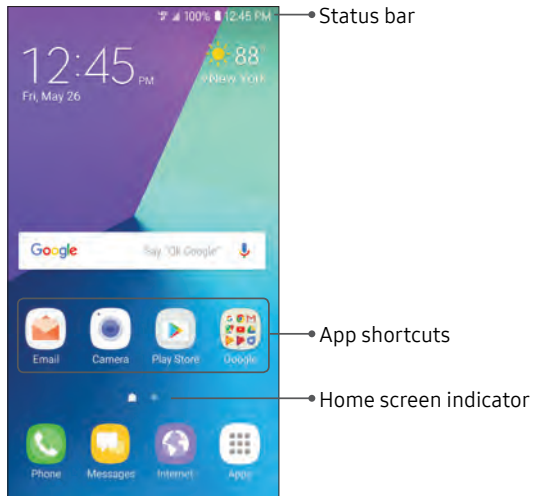 100% 12:45 PM
Status bar
12:45 PM
88°
Fri, May 26
New York
Google Say "Ok Google"
App shortcuts
Email Camera Play Store Google
Home screen indicator
Phone Messages Internet Apps